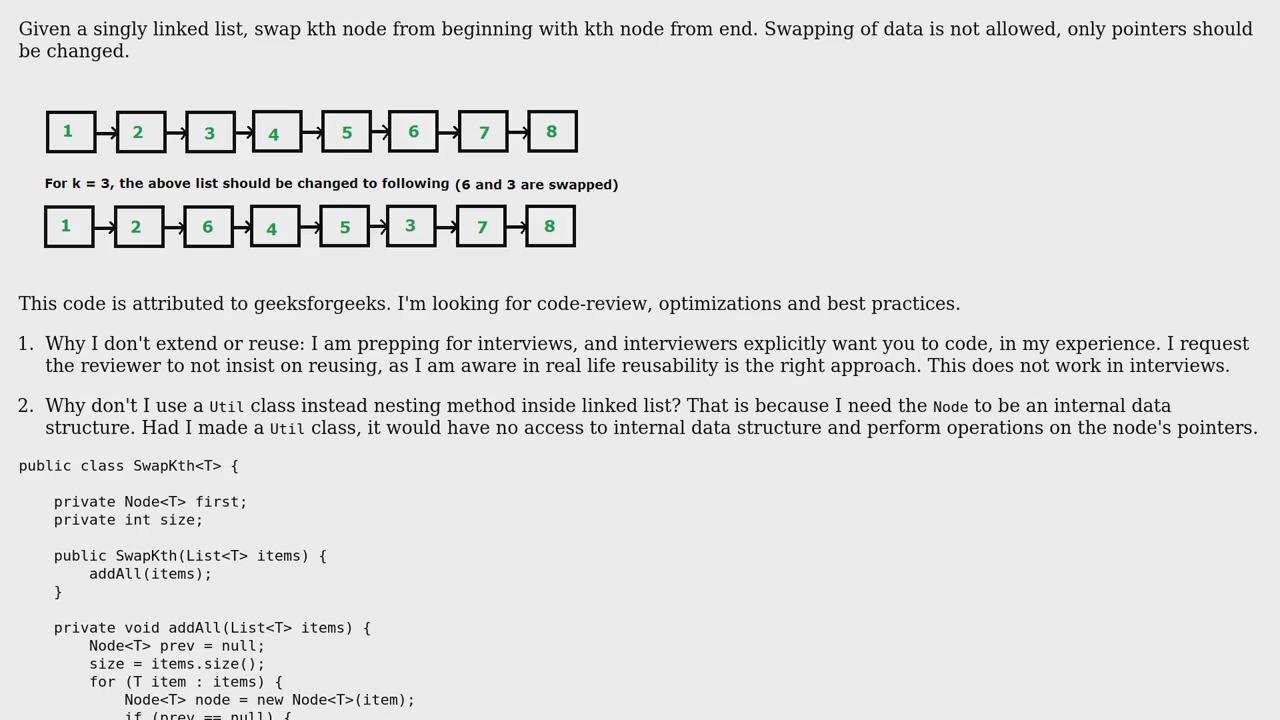 Given a singly linked list, swap kth node from beginning with kth node from end. Swapping of data is not allowed, only pointers should
be changed.
1 2 3 4 5 6 7 8
For k = 3, the above list should be changed to following (6 and 3 are swapped)
1 2 6 4 5 3 7 8
This code is attributed to geeksforgeeks. I'm looking for code-review, optimizations and best practices.
1. Why I don't extend or reuse: I am prepping for interviews, and interviewers explicitly want you to code, in my experience. I request
the reviewer to not insist on reusing, as I am aware in real life reusability is the right approach. This does not work in interviews.
2. Why don't I use a Util class instead nesting method inside linked list? That is because I need the Node to be an internal data
structure. Had I made a Util class, it would have no access to internal data structure and perform operations on the node's pointers.
public class SwapKth<T> {
    private Node<T> first;
    private int size;
    public SwapKth(List<T> items) {
        addAll(items);
    }
    private void addAll(List<T> items) {
        Node<T> prev = null;
        size = items.size();
        for (T item : items) {
            Node<T> node = new Node<T>(item);
            if (prev == null) {